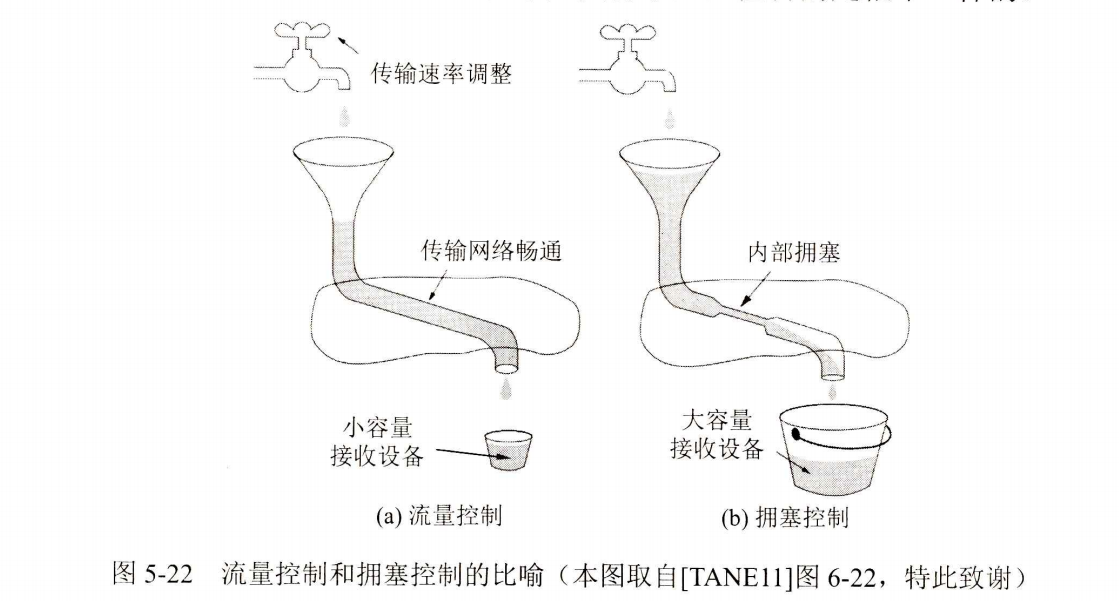 传输速率调整
传输网络畅通
内部拥塞
小容量
接收设备
大容量
接收设备
(a) 流量控制
(b) 拥塞控制
图 5-22 流量控制和拥塞控制的比喻（本图取自[TANE11]图 6-22，特此致谢）